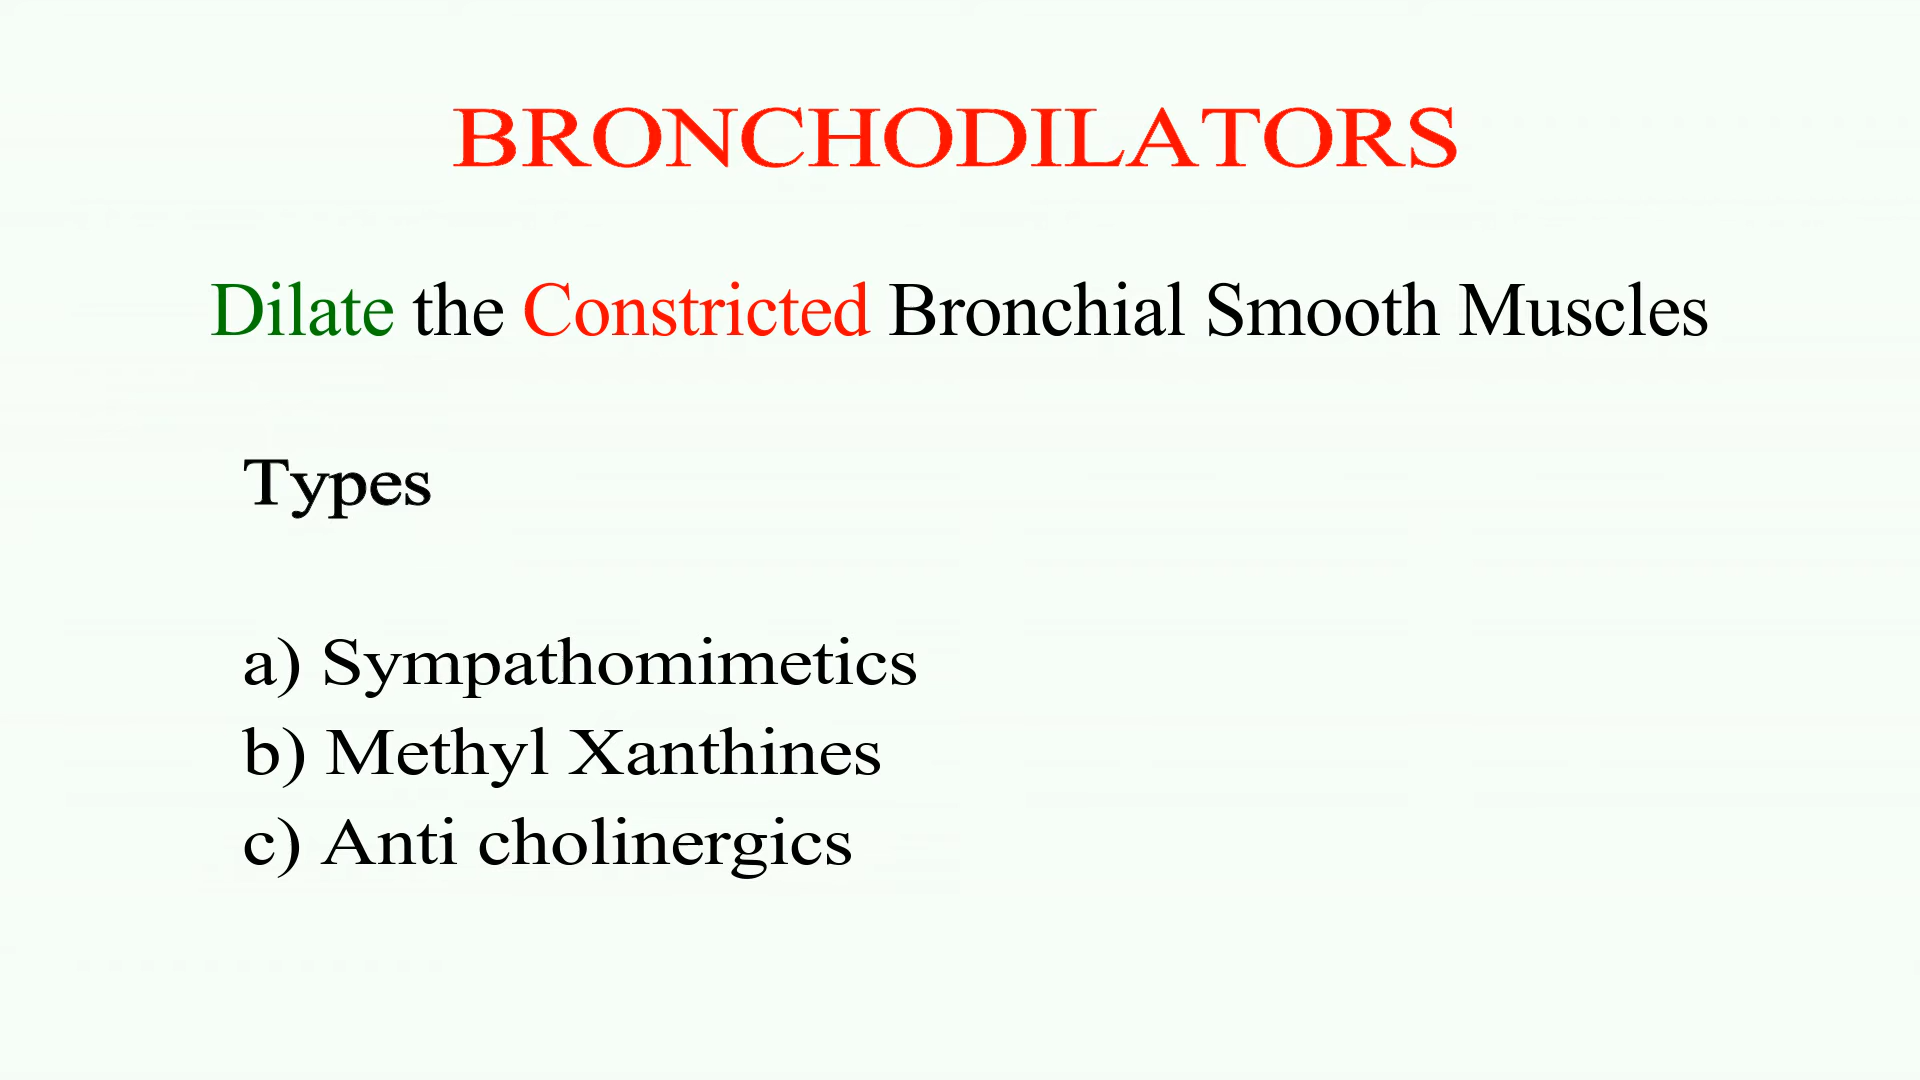 BRONCHODILATORS
Dilate the Constricted Bronchial Smooth Muscles
Types
a) Sympathomimetics
b) Methyl Xanthines
c) Anti cholinergics